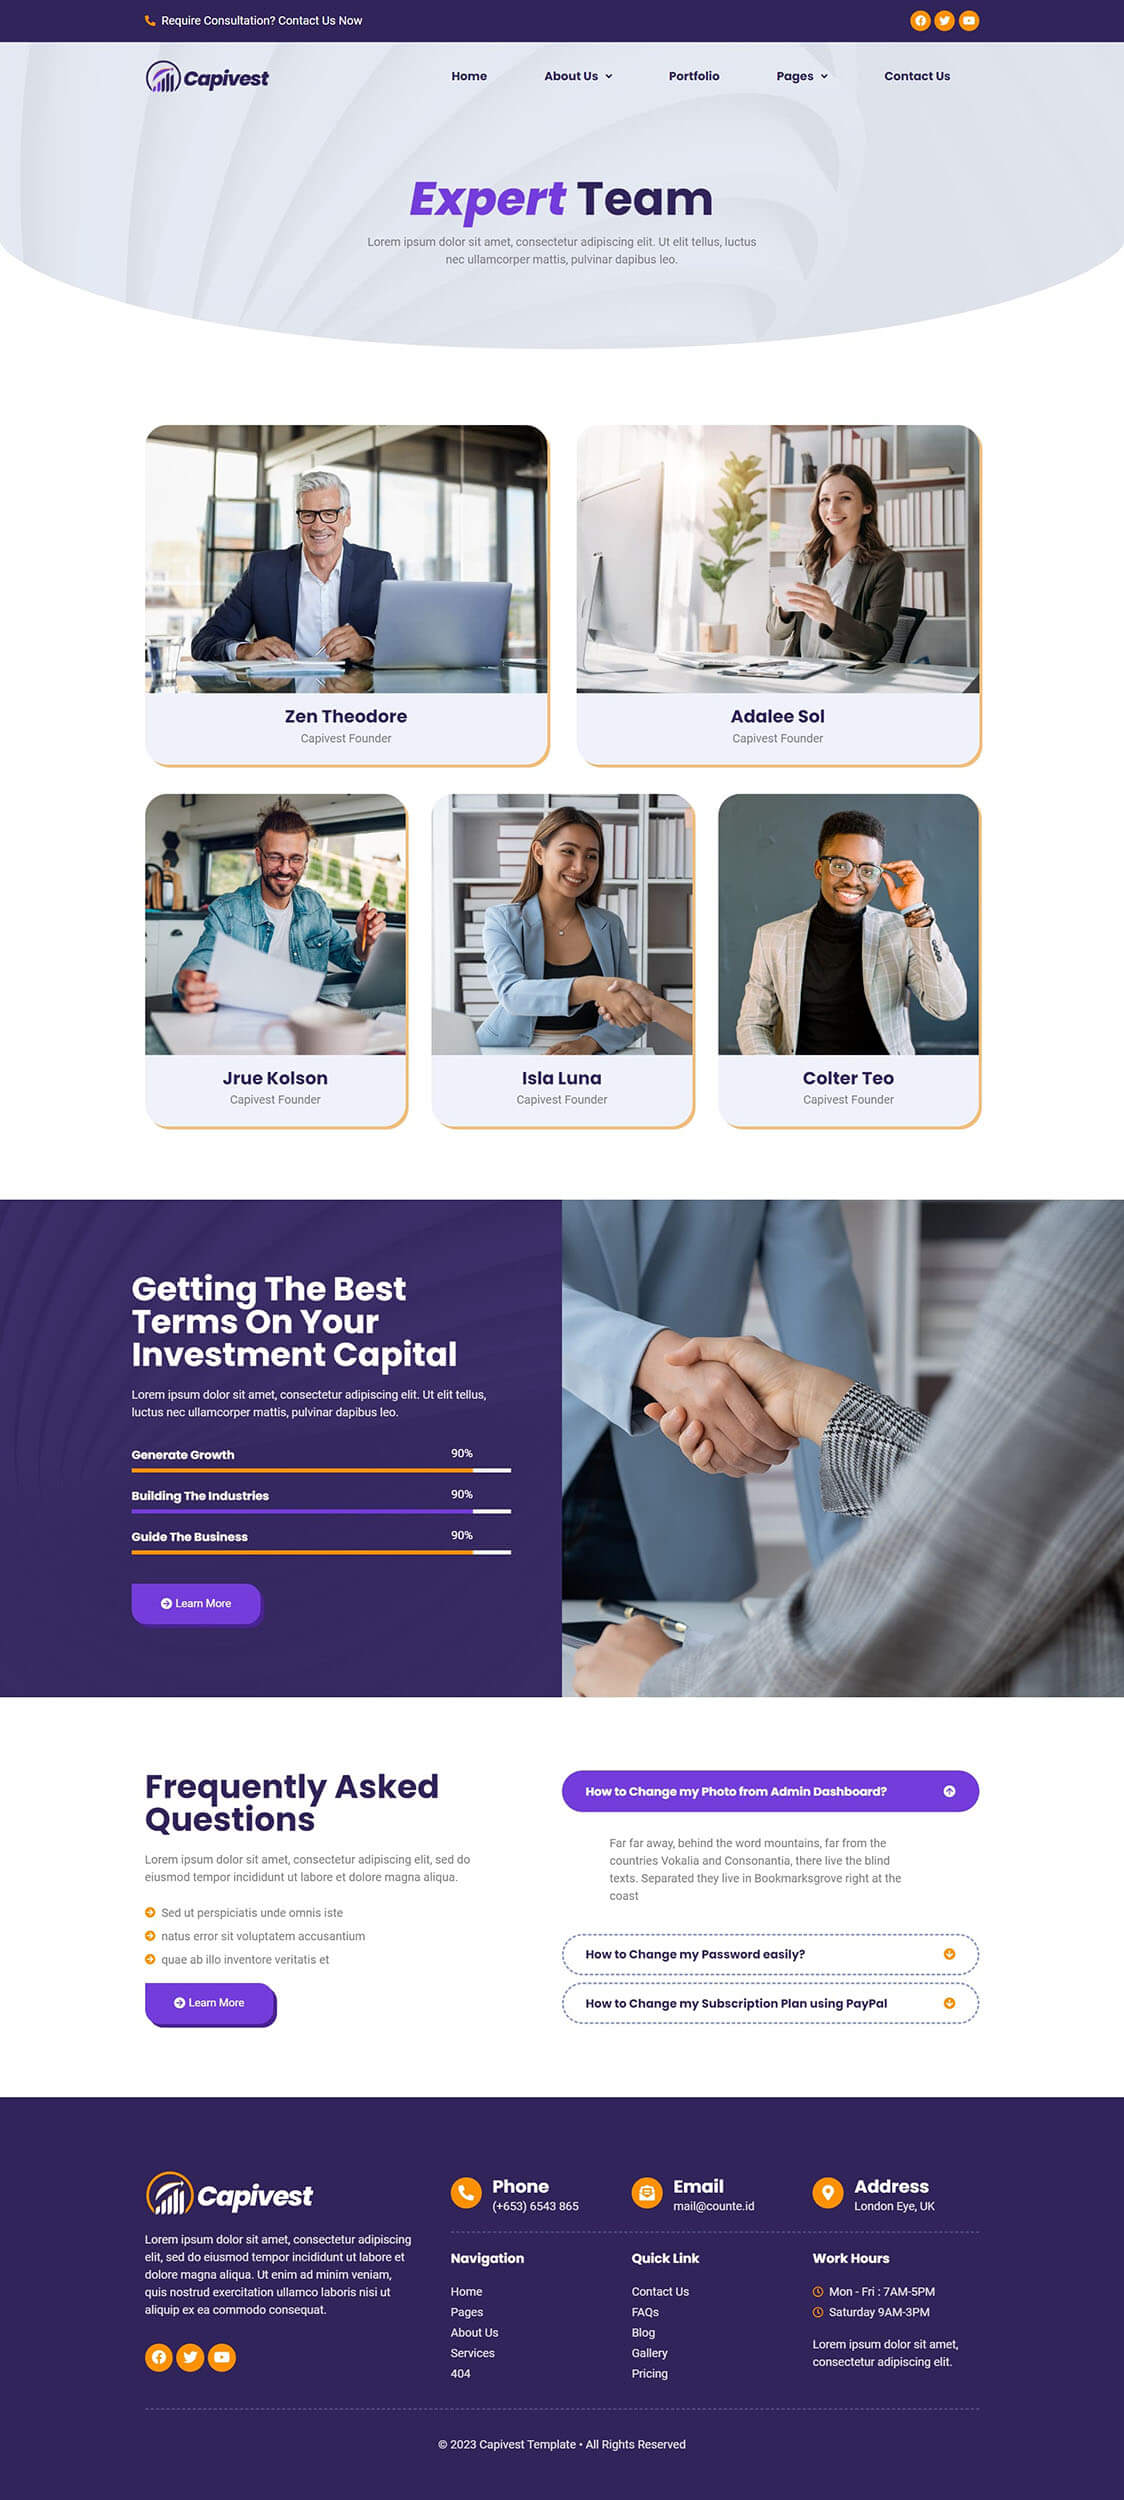 Require Consultation? Contact Us Now
Capivest
Home
About Us
Portfolio
Pages
Contact Us
Expert Team
Lorem ipsum dolor sit amet, consectetur adipiscing elit. Ut elit tellus, luctus
nec ullamcorper mattis, pulvinar dapibus leo.
Zen Theodore
Capivest Founder
Adalee Sol
Capivest Founder
Jrue Kolson
Capivest Founder
Isla Luna
Capivest Founder
Colter Teo
Capivest Founder
Getting The Best
Terms On Your
Investment Capital
Lorem ipsum dolor sit amet, consectetur adipiscing elit. Ut elit tellus,
luctus nec ullamcorper mattis, pulvinar dapibus leo.
Generate Growth 90%
Building The Industries 90%
Guide The Business 90%
Learn More
Frequently Asked
Questions
Lorem ipsum dolor sit amet, consectetur adipiscing elit, sed do
eiusmod tempor incididunt ut labore et dolore magna aliqua.
Sed ut perspiciatis unde omnis iste
natus error sit voluptatem accusantium
quae ab illo inventore veritatis et
Learn More
How to Change my Photo from Admin Dashboard?
Far far away, behind the word mountains, far from the
countries Vokalia and Consonantia, there live the blind
texts. Separated they live in Bookmarksgrove right at the
coast
How to Change my Password easily?
How to Change my Subscription Plan using PayPal
Capivest
Lorem ipsum dolor sit amet, consectetur adipiscing
elit, sed do eiusmod tempor incididunt ut labore et
dolore magna aliqua. Ut enim ad minim veniam,
quis nostrud exercitation ullamco laboris nisi ut
aliquip ex ea commodo consequat.
Phone
(+653) 6543 865
Email
mail@counte.id
Address
London Eye, UK
Navigation
Home
Pages
About Us
Services
404
Quick Link
Contact Us
FAQs
Blog
Gallery
Pricing
Work Hours
Mon - Fri : 7AM-5PM
Saturday 9AM-3PM
Lorem ipsum dolor sit amet,
consectetur adipiscing elit.
© 2023 Capivest Template • All Rights Reserved